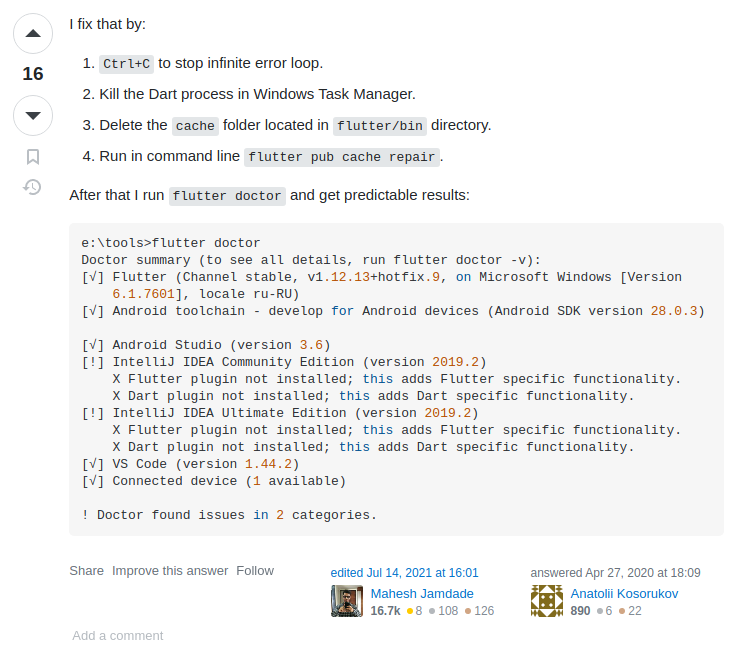 I fix that by:
16
1. Ctrl+C to stop infinite error loop.
2. Kill the Dart process in Windows Task Manager.
3. Delete the cache folder located in flutter/bin directory.
4. Run in command line flutter pub cache repair.
After that I run flutter doctor and get predictable results:
e:\tools>flutter doctor
Doctor summary (to see all details, run flutter doctor -v):
[√] Flutter (Channel stable, v1.12.13+hotfix.9, on Microsoft Windows [Version
6.1.7601], locale ru-RU)
[√] Android toolchain - develop for Android devices (Android SDK version 28.0.3)
[√] Android Studio (version 3.6)
[!] IntelliJ IDEA Community Edition (version 2019.2)
X Flutter plugin not installed; this adds Flutter specific functionality.
X Dart plugin not installed; this adds Dart specific functionality.
[!] IntelliJ IDEA Ultimate Edition (version 2019.2)
X Flutter plugin not installed; this adds Flutter specific functionality.
X Dart plugin not installed; this adds Dart specific functionality.
[√] VS Code (version 1.44.2)
[√] Connected device (1 available)
! Doctor found issues in 2 categories.
Share Improve this answer Follow
edited Jul 14, 2021 at 16:01
Mahesh Jamdade
16.7k 8 108 126
answered Apr 27, 2020 at 18:09
Anatolii Kosorukov
890 6 22
Add a comment